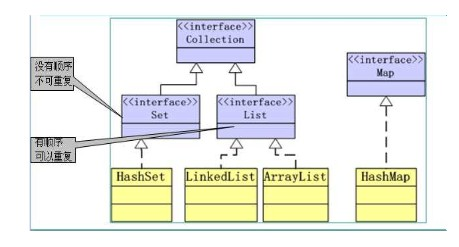 <<interface>>
Collection
<<interface>>
Map
没有顺序
不可重复
<<interface>>
Set
<<interface>>
List
有顺序
可以重复
HashSet
LinkedList
ArrayList
HashMap